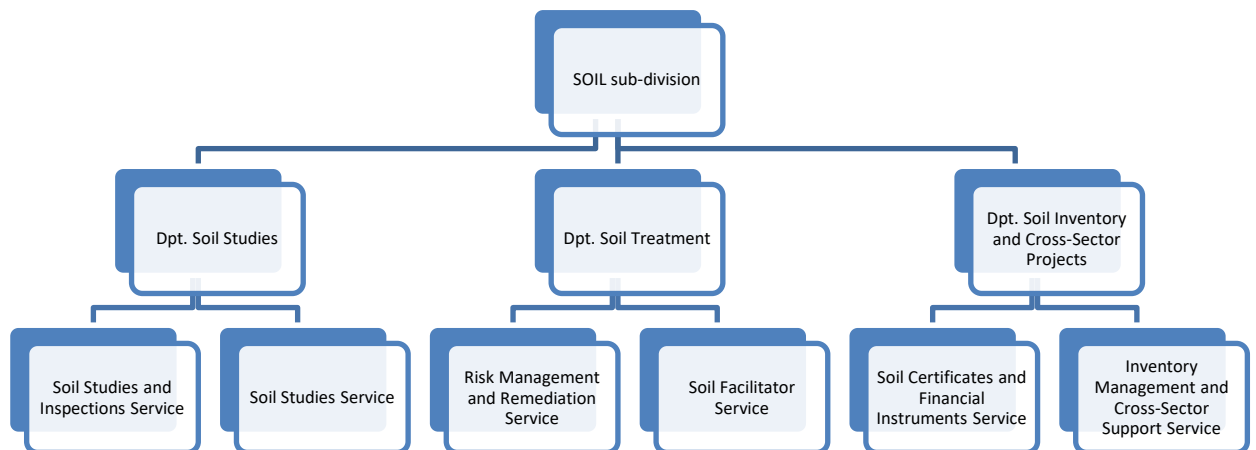 SOIL sub-division
Dpt. Soil Studies
Dpt. Soil Treatment
Dpt. Soil Inventory
and Cross-Sector
Projects
Soil Studies and
Inspections Service
Soil Studies Service
Risk Management
and Remediation
Service
Soil Facilitator
Service
Soil Certificates and
Financial
Instruments Service
Inventory
Management and
Cross-Sector
Support Service